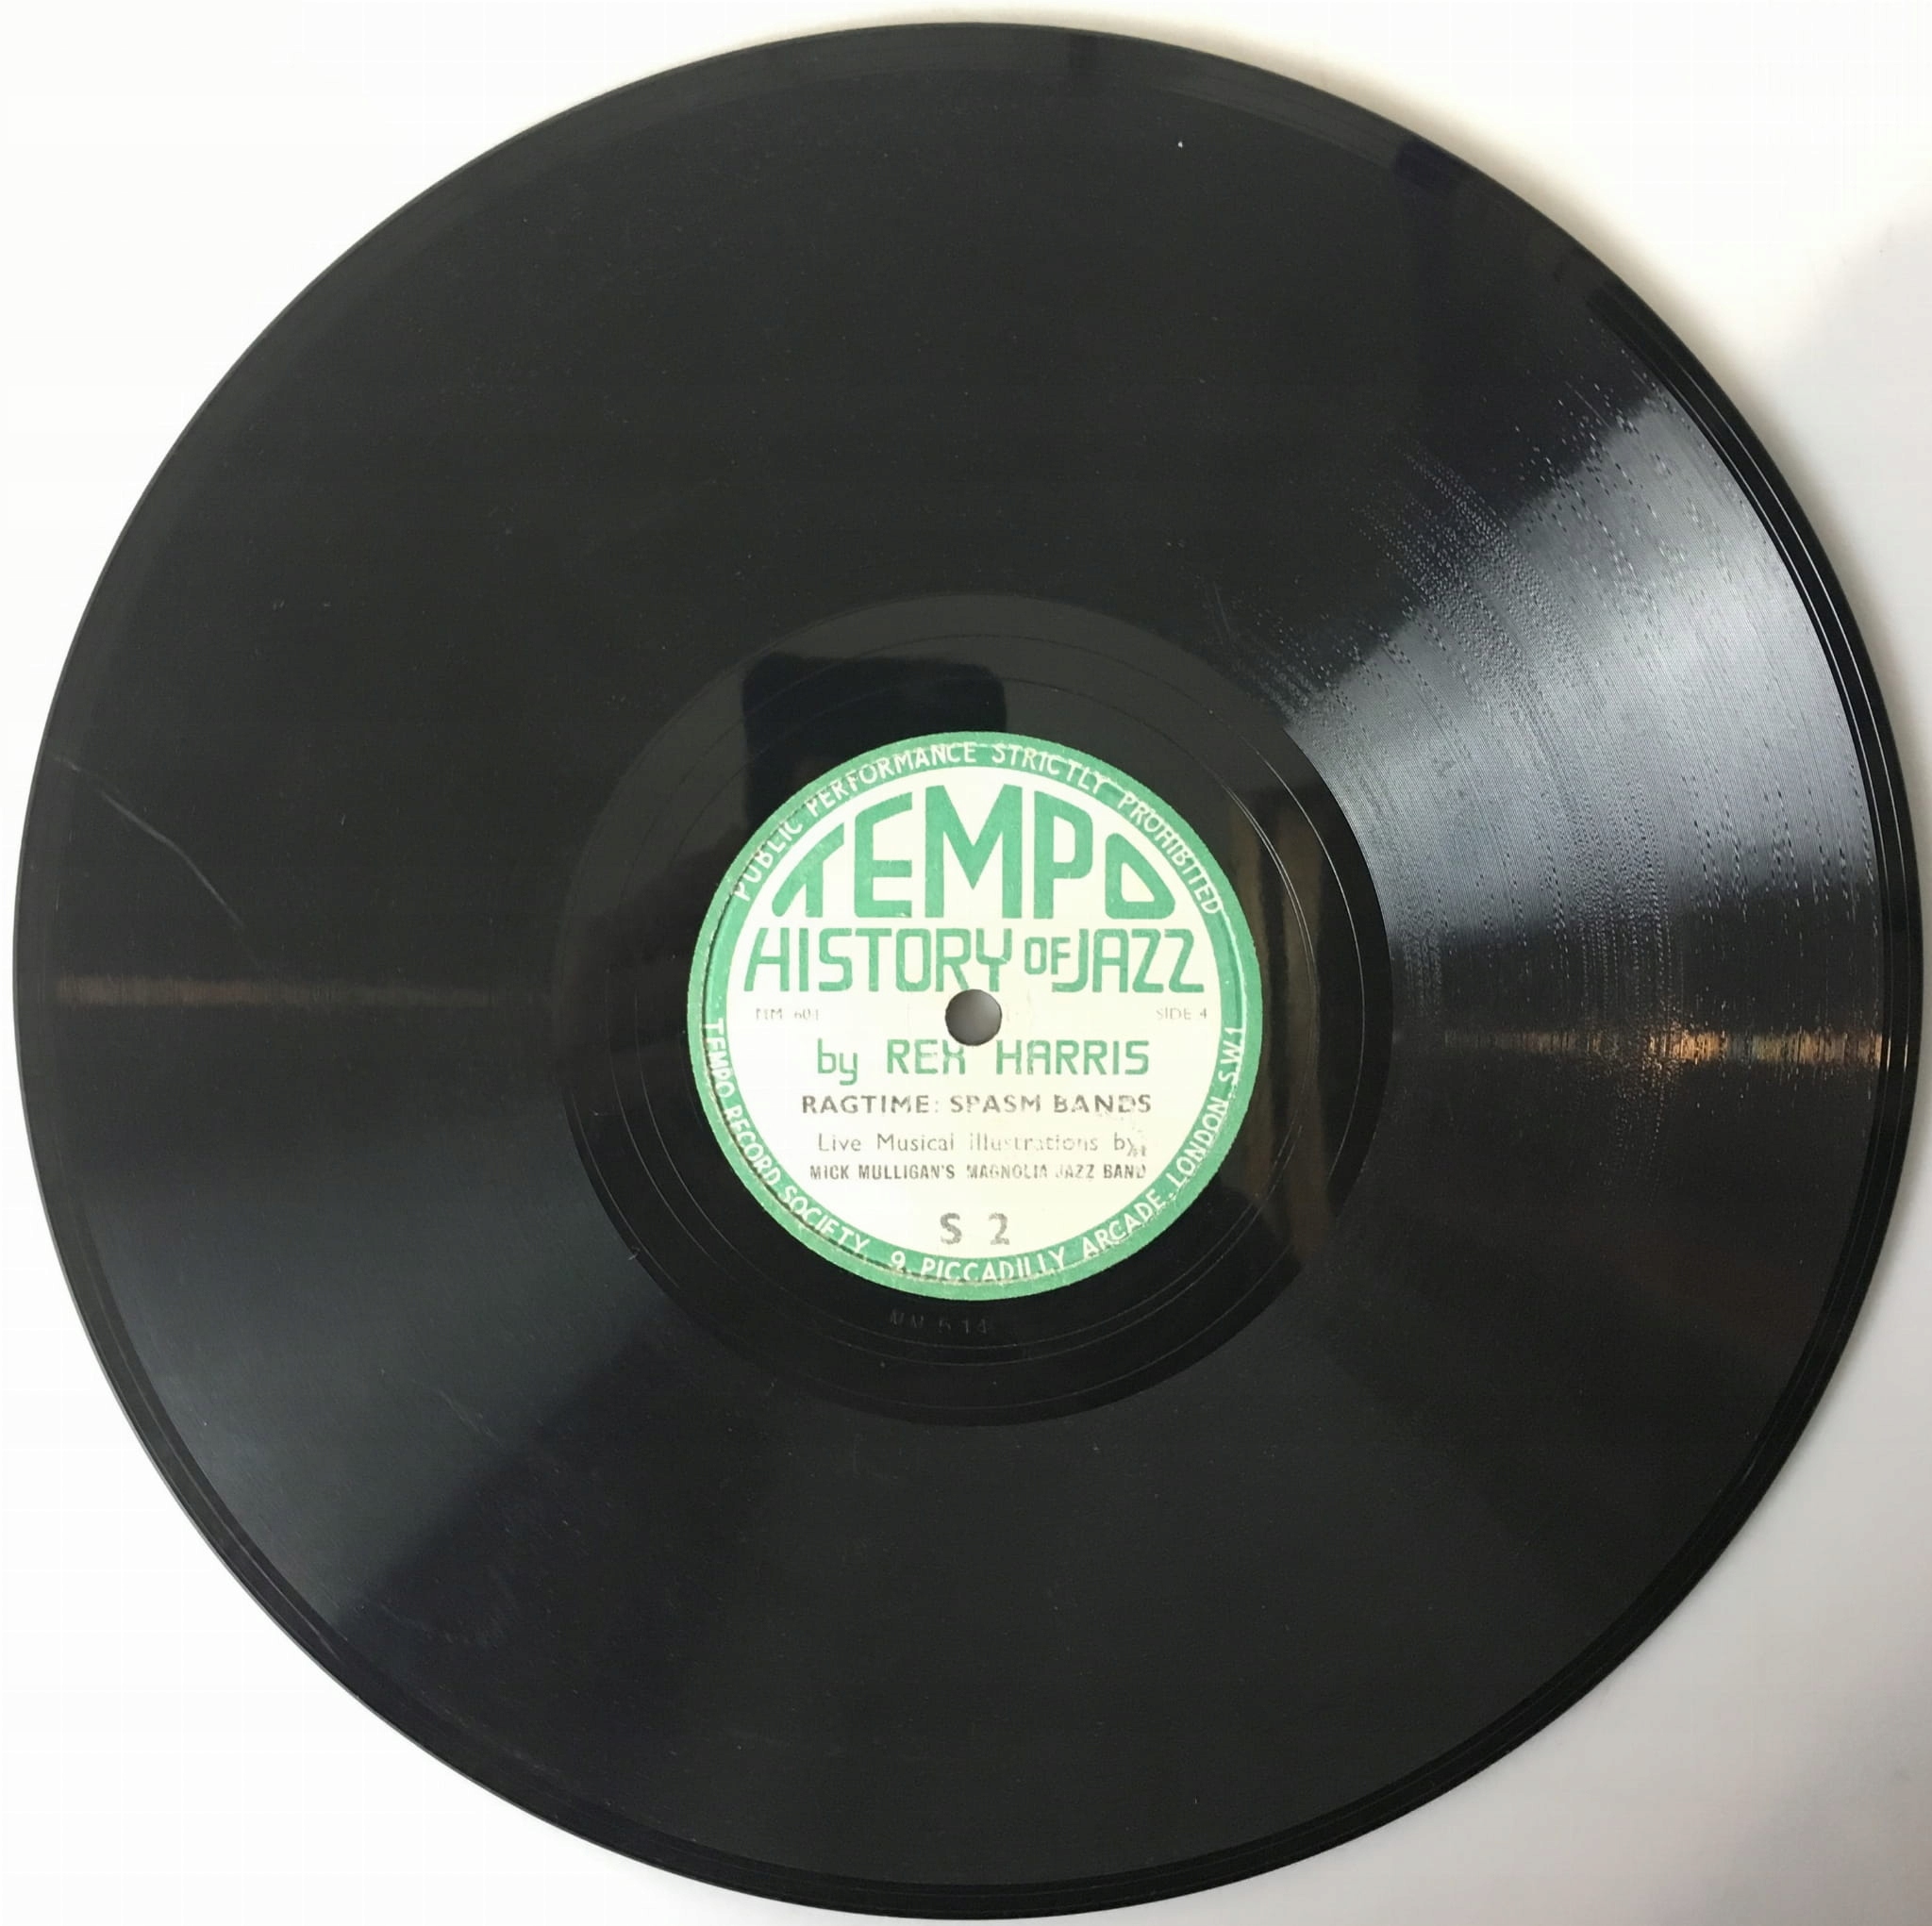 PUBLIC PERFORMANCE STRICTLY PROHIBITED
TEMPO
HISTORY OF JAZZ
SIDE 4
by REX HARRIS
RAGTIME: SPASM BANDS
Live Musical illustrations by
MICK MULLIGAN'S MAGNOLIA JAZZ BAND
S 2
TEMPO RECORD SOCIETY, 9, PICCADILLY ARCADE, LONDON, S.W.1